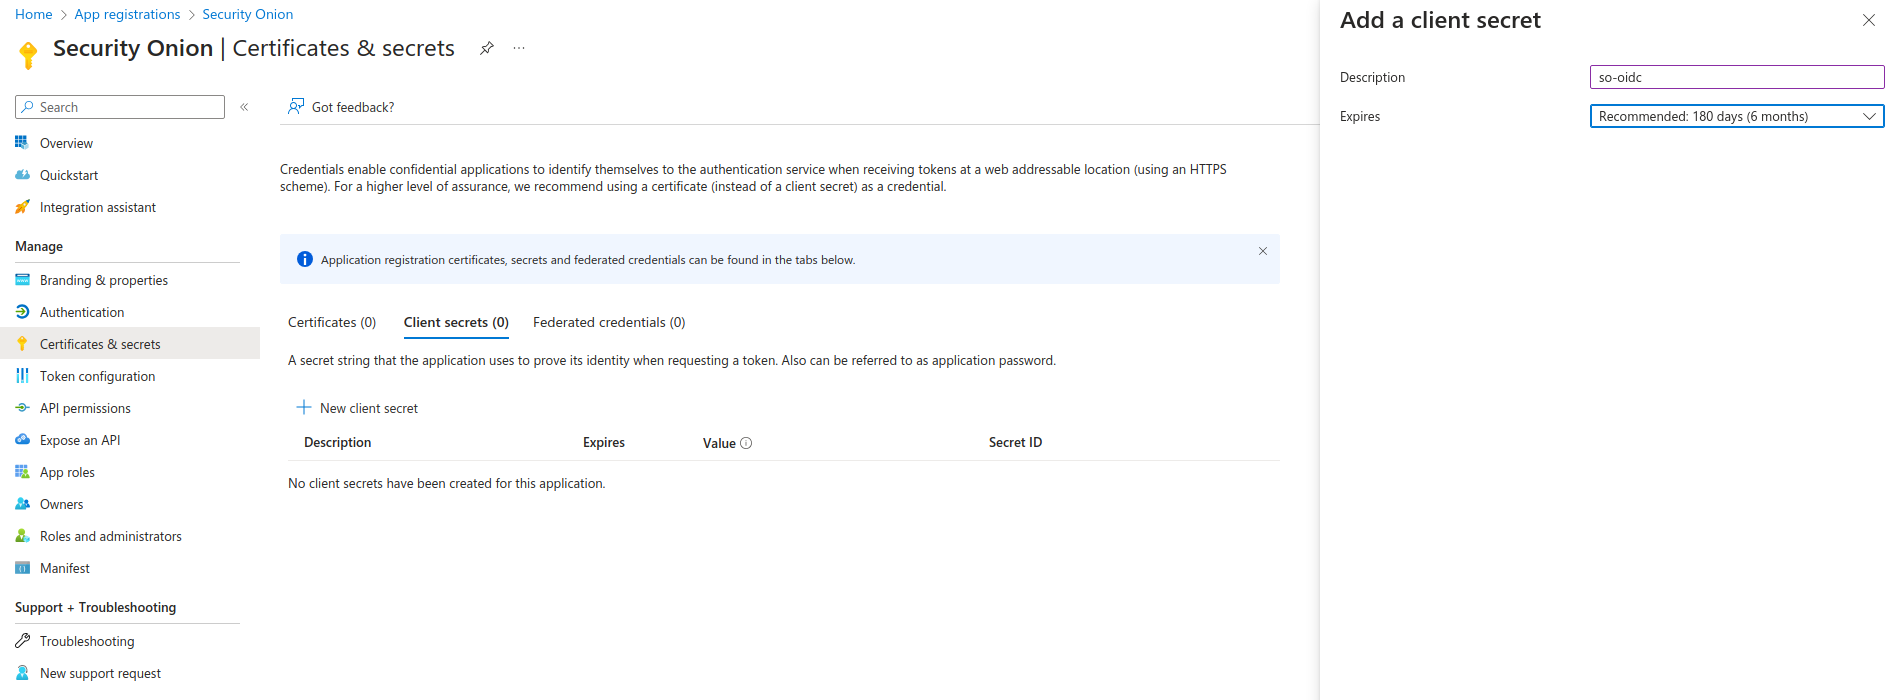 Home > App registrations > Security Onion
Security Onion | Certificates & secrets
Search
Overview
Quickstart
Integration assistant
Manage
Branding & properties
Authentication
Certificates & secrets
Token configuration
API permissions
Expose an API
App roles
Owners
Roles and administrators
Manifest
Support + Troubleshooting
Troubleshooting
New support request
Got feedback?
Credentials enable confidential applications to identify themselves to the authentication service when receiving tokens at a web addressable location (using an HTTPS
scheme). For a higher level of assurance, we recommend using a certificate (instead of a client secret) as a credential.
Application registration certificates, secrets and federated credentials can be found in the tabs below.
Certificates (0) Client secrets (0) Federated credentials (0)
A secret string that the application uses to prove its identity when requesting a token. Also can be referred to as application password.
New client secret
Description Expires Value Secret ID
No client secrets have been created for this application.
Add a client secret
Description so-oidc
Expires Recommended: 180 days (6 months)